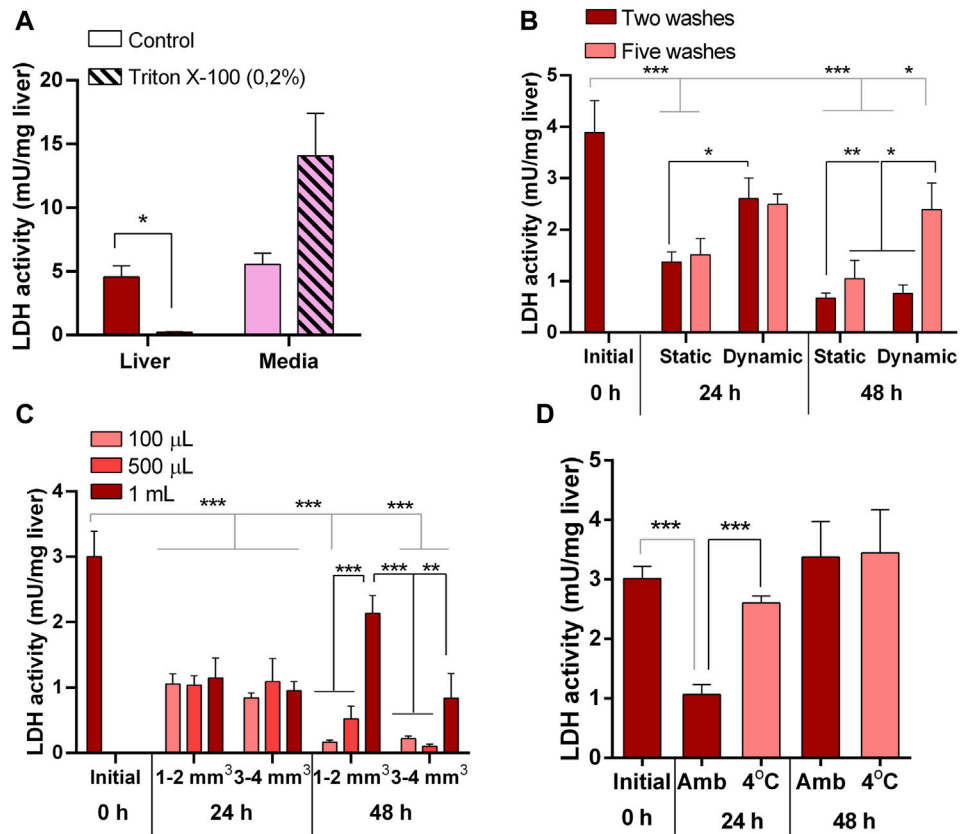 A
Control
Triton X-100 (0,2%)
LDH activity (mU/mg liver)
20
15
10
5
0
*
Liver
Media
B
Two washes
Five washes
LDH activity (mU/mg liver)
5
4
3
2
1
0
*** *** *
* ** *
Initial Static Dynamic Static Dynamic
0 h 24 h 48 h
C
100 µL
500 µL
1 mL
LDH activity (mU/mg liver)
4
3
2
1
0
*** *** ***
*** *** **
Initial 1-2 mm³ 3-4 mm³ 1-2 mm³ 3-4 mm³
0 h 24 h 48 h
D
LDH activity (mU/mg liver)
5
4
3
2
1
0
*** ***
Initial Amb 4°C Amb 4°C
0 h 24 h 48 h